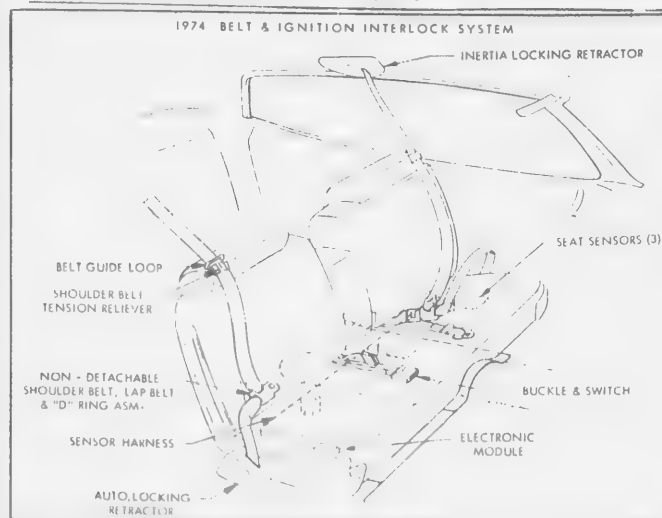 1974 BELT & IGNITION INTERLOCK SYSTEM
INERTIA LOCKING RETRACTOR
SEAT SENSORS (3)
BELT GUIDE LOOP
SHOULDER BELT
TENSION RELIEVER
NON - DETACHABLE
SHOULDER BELT, LAP BELT
& "D" RING ASM.
BUCKLE & SWITCH
SENSOR HARNESS
ELECTRONIC
MODULE
AUTO, LOCKING
RETRACTOR